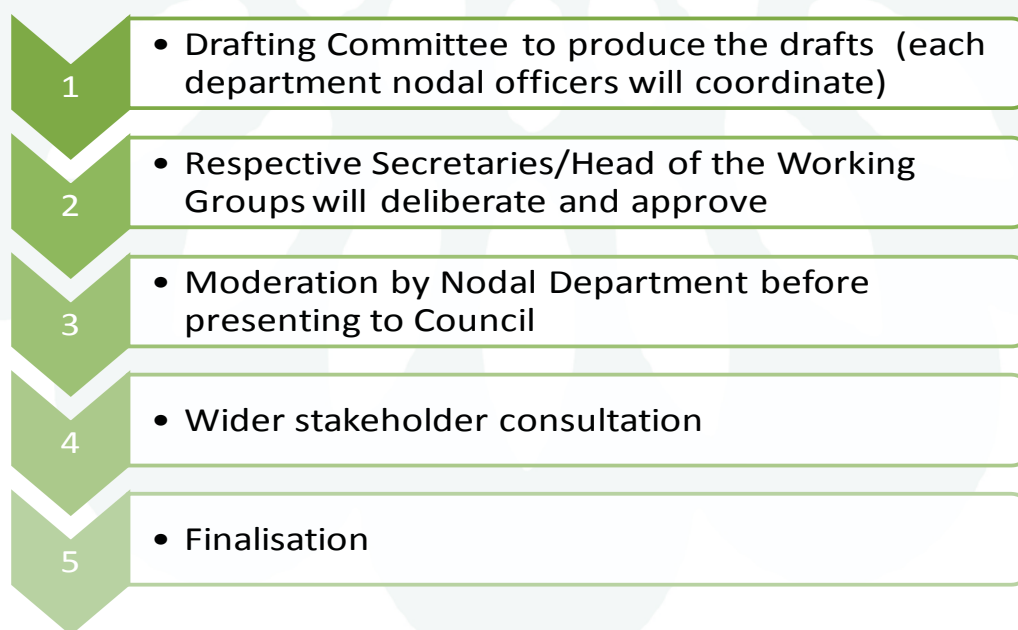 1
• Drafting Committee to produce the drafts (each
department nodal officers will coordinate)
2
• Respective Secretaries/Head of the Working
Groups will deliberate and approve
3
• Moderation by Nodal Department before
presenting to Council
4
• Wider stakeholder consultation
5
• Finalisation